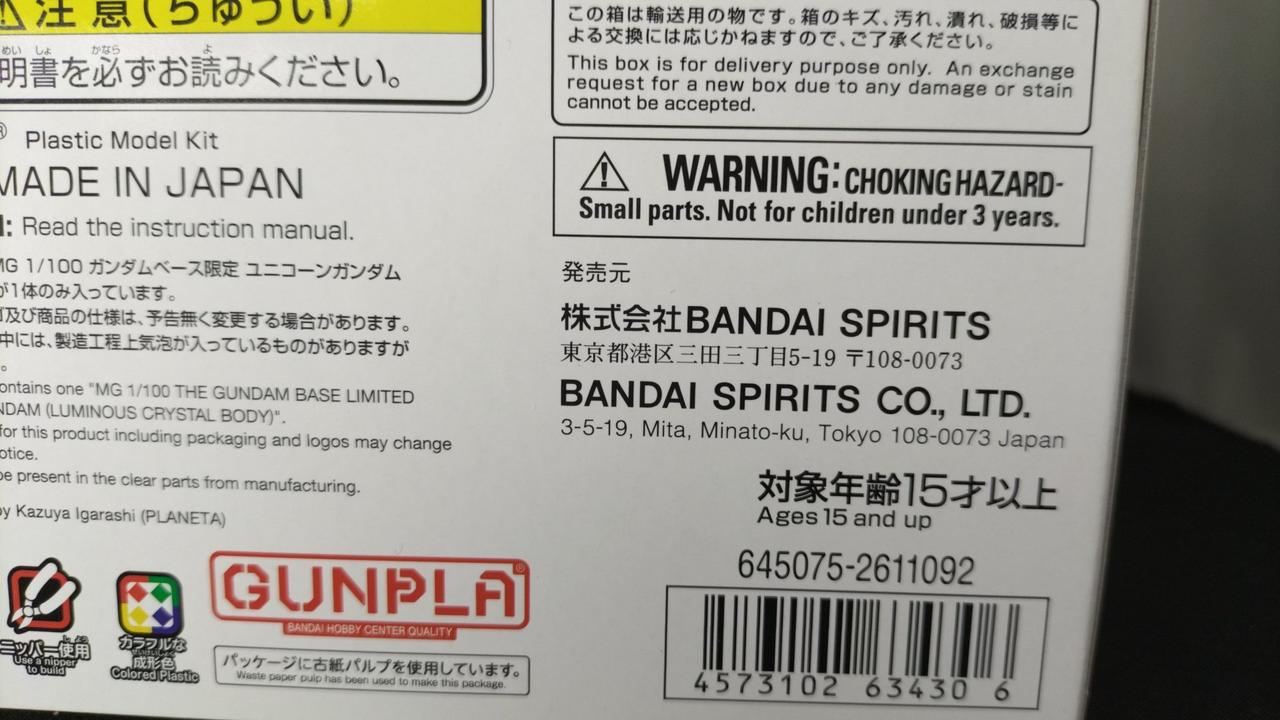 注意(ちゅうい)
めい しょ かなら よ
明書を必ずお読みください。
® Plastic Model Kit
MADE IN JAPAN
Read the instruction manual.
MG 1/100 ガンダムベース限定 ユニコーンガンダム
が1体のみ入っています。
及び商品の仕様は、予告無く変更する場合があります。
中には、製造工程上気泡が入っているものがありますが
。
ontains one "MG 1/100 THE GUNDAM BASE LIMITED
NDAM (LUMINOUS CRYSTAL BODY)".
for this product including packaging and logos may change
otice.
be present in the clear parts from manufacturing.
by Kazuya Igarashi (PLANETA)
ニッパー使用
Use a nipper
to build
カラフルな
成形色
Colored Plastic
GUNPLA®
BANDAI HOBBY CENTER QUALITY
パッケージに古紙パルプを使用しています。
Waste paper pulp has been used to make this package.
この箱は輸送用の物です。箱のキズ、汚れ、潰れ、破損等に
よる交換には応じかねますので、ご了承ください。
This box is for delivery purpose only. An exchange
request for a new box due to any damage or stain
cannot be accepted.
WARNING: CHOKING HAZARD-
Small parts. Not for children under 3 years.
発売元
株式会社BANDAI SPIRITS
東京都港区三田三丁目5-19 〒108-0073
BANDAI SPIRITS CO., LTD.
3-5-19, Mita, Minato-ku, Tokyo 108-0073 Japan
対象年齢15才以上
Ages 15 and up
645075-2611092
4573102 63430 6